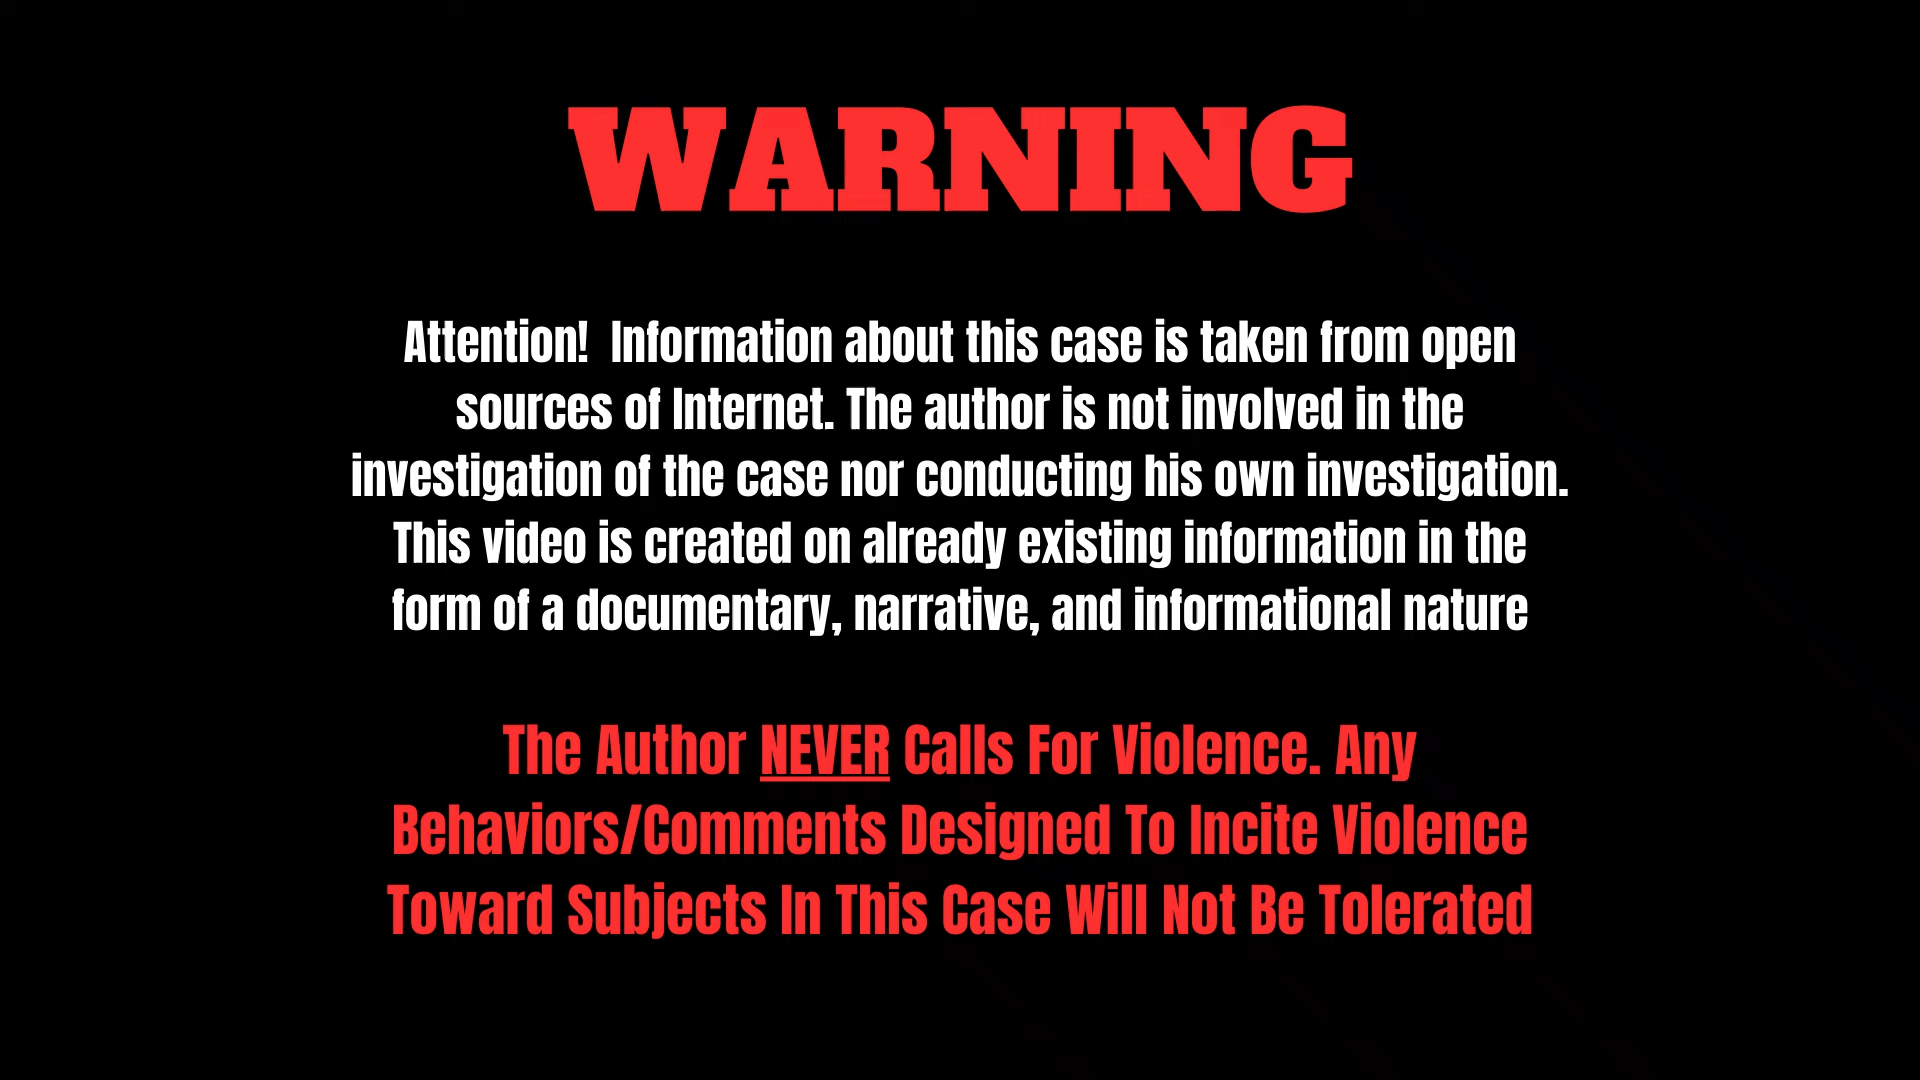 WARNING
Attention!  Information about this case is taken from open
sources of Internet. The author is not involved in the
investigation of the case nor conducting his own investigation.
This video is created on already existing information in the
form of a documentary, narrative, and informational nature
The Author NEVER Calls For Violence. Any
Behaviors/Comments Designed To Incite Violence
Toward Subjects In This Case Will Not Be Tolerated